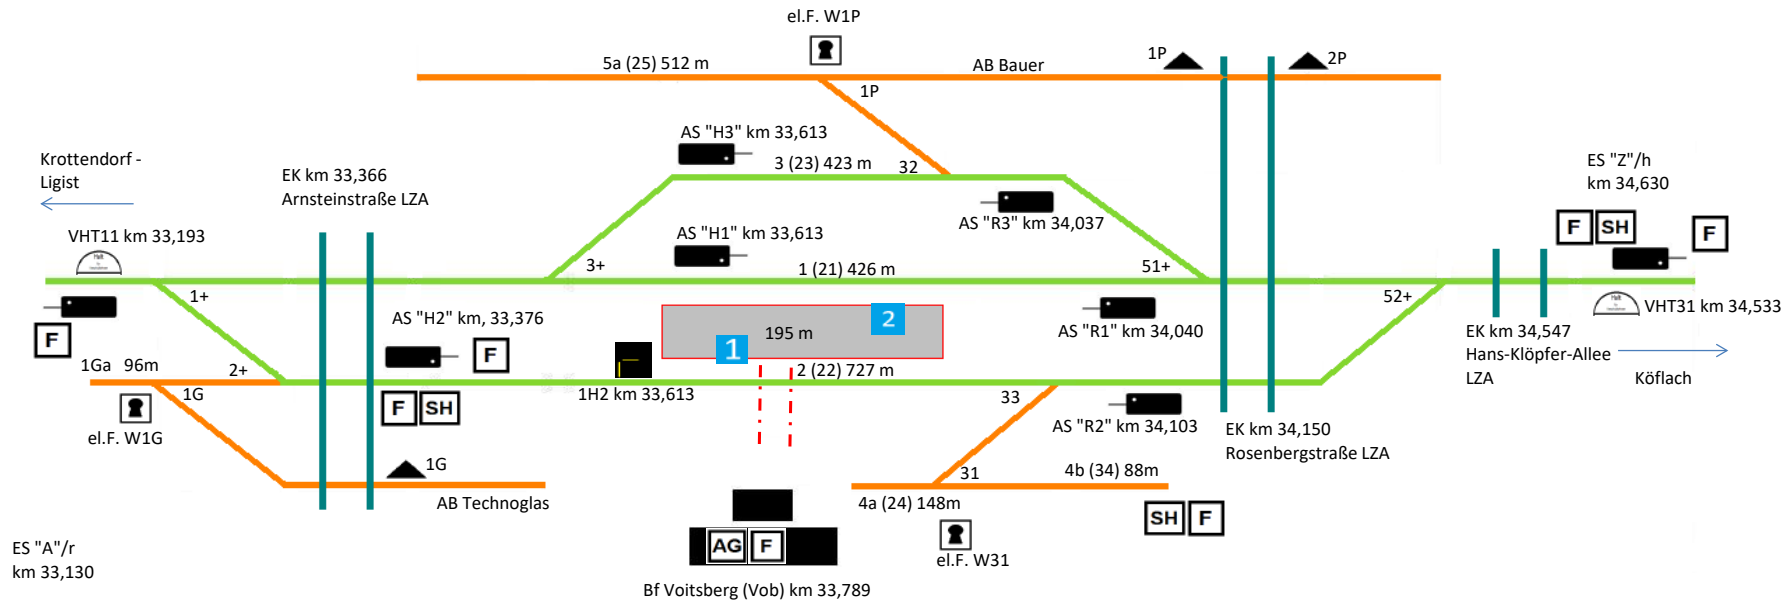 el.F. W1P
5a (25) 512 m
AB Bauer
1P
2P
1P
AS "H3" km 33,613
3 (23) 423 m
32
Krottendorf -
Ligist
EK km 33,366
Arnsteinstraße LZA
ES "Z"/h
km 34,630
F SH
F
AS "R3" km 34,037
VHT11 km 33,193
AS "H1" km 33,613
3+
1 (21) 426 m
51+
1+
52+
VHT31 km 34,533
AS "H2" km, 33,376
F
F
2
195 m
1
AS "R1" km 34,040
EK km 34,547
Hans-Klöpfer-Allee
LZA
Köflach
1Ga 96m
2+
1G
2 (22) 727 m
1H2 km 33,613
33
F SH
el.F. W1G
AS "R2" km 34,103
EK km 34,150
Rosenbergstraße LZA
1G
AB Technoglas
31
4b (34) 88m
4a (24) 148m
SH F
el.F. W31
AG F
ES "A"/r
km 33,130
Bf Voitsberg (Vob) km 33,789